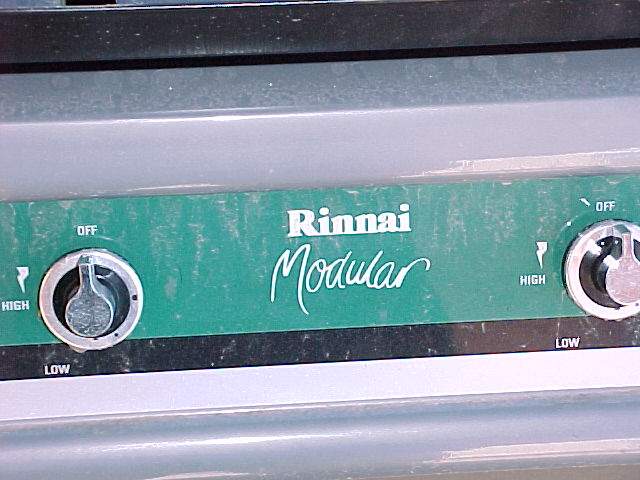 OFF
HIGH
LOW
Rinnai
Modular
OFF
HIGH
LOW